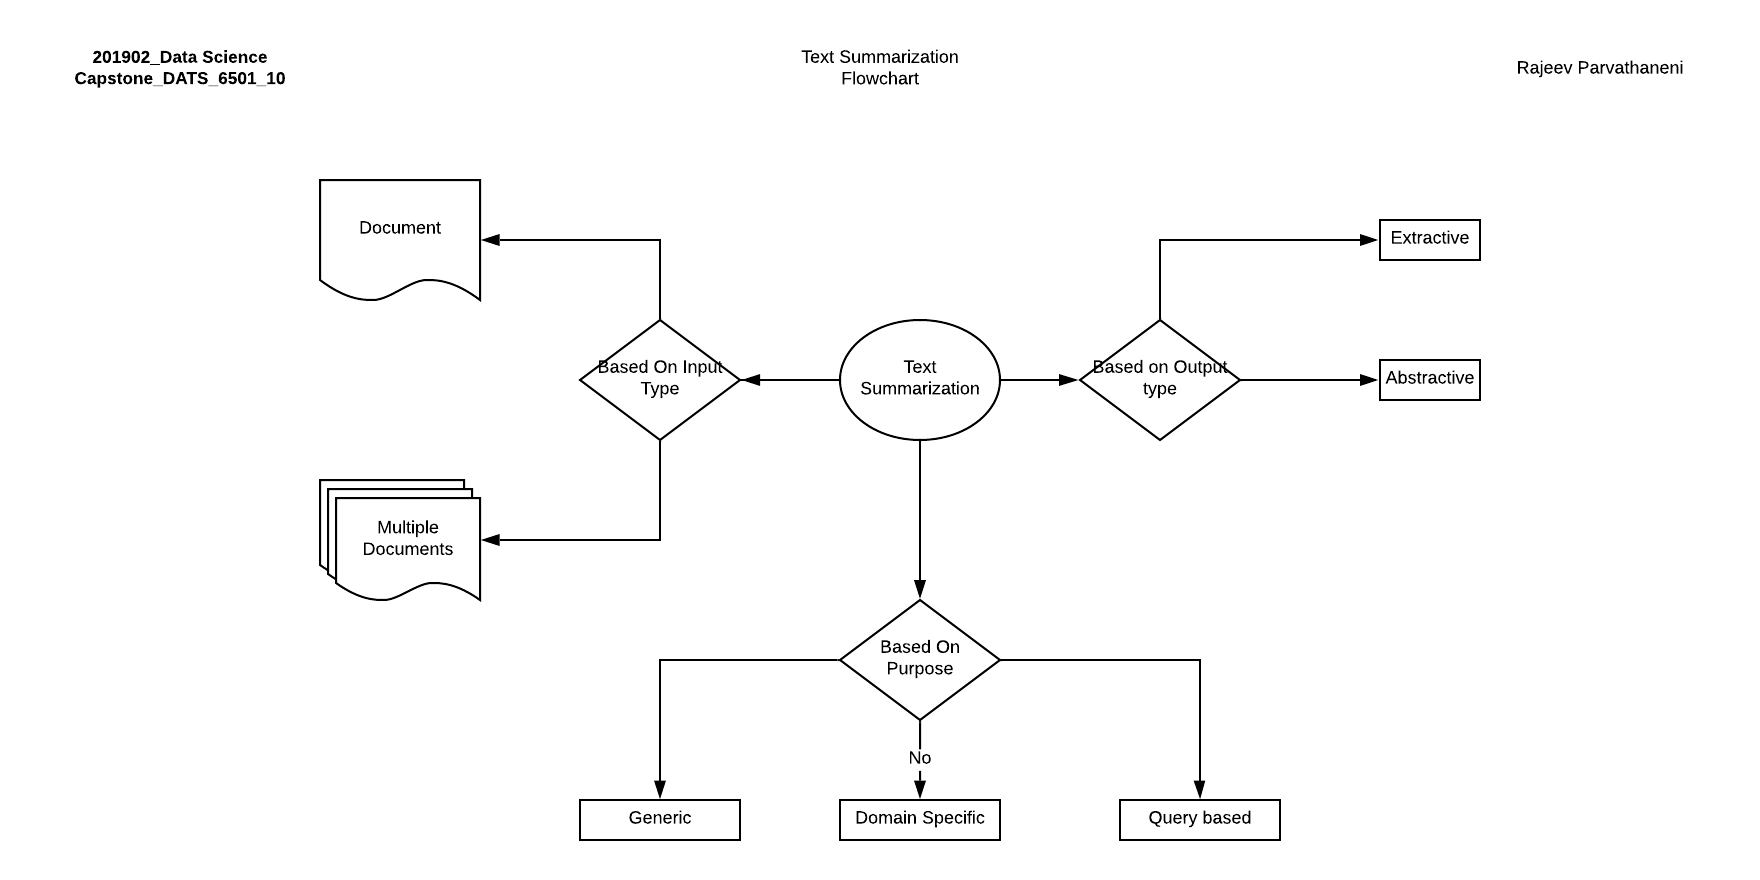 201902_Data Science
Capstone_DATS_6501_10
Text Summarization
Flowchart
Rajeev Parvathaneni
Document
Extractive
Based On Input
Type
Text
Summarization
Based on Output
type
Abstractive
Multiple
Documents
Based On
Purpose
No
Generic
Domain Specific
Query based